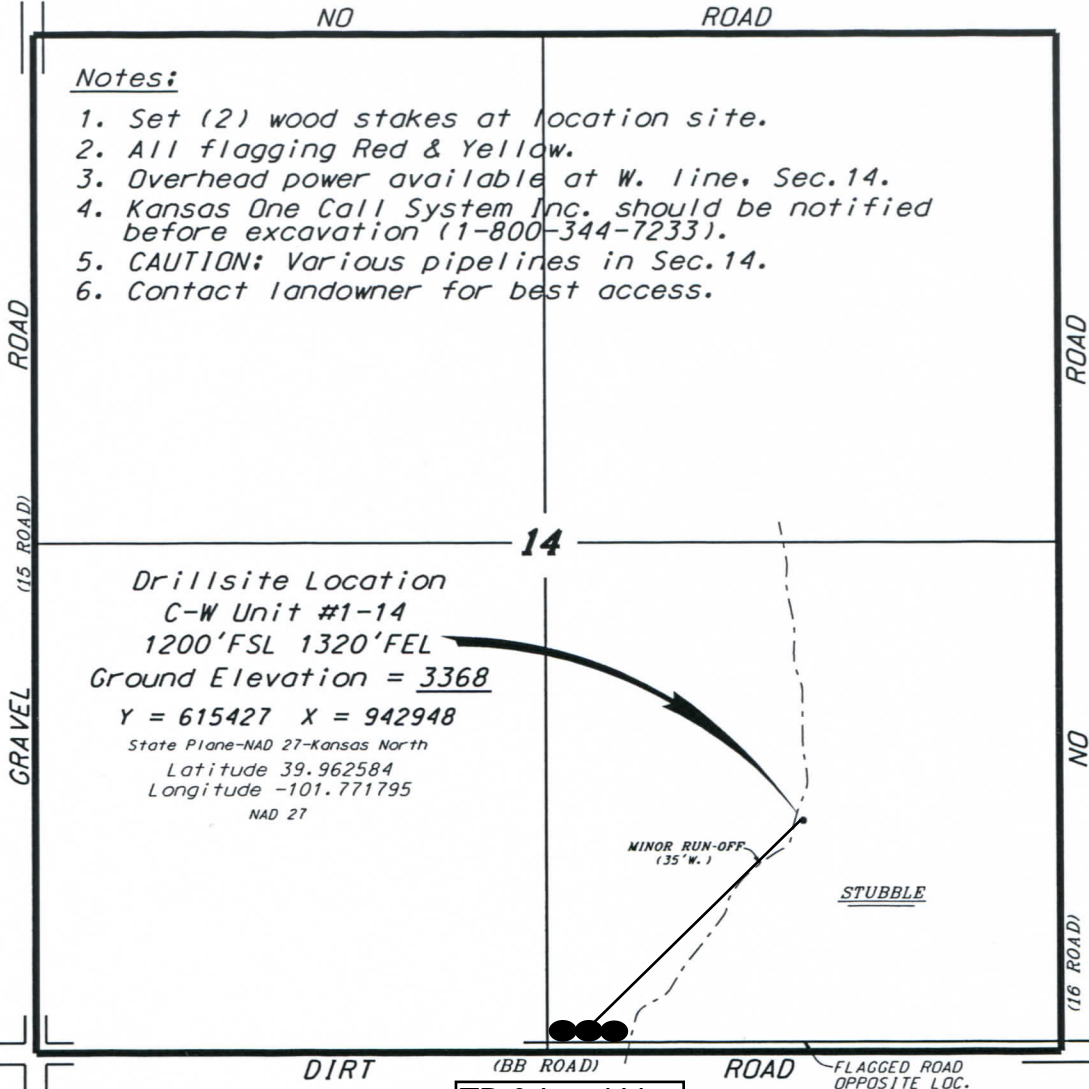 NO ROAD
Notes:
1. Set (2) wood stakes at location site.
2. All flagging Red & Yellow.
3. Overhead power available at W. line, Sec.14.
4. Kansas One Call System Inc. should be notified
before excavation (1-800-344-7233).
5. CAUTION: Various pipelines in Sec.14.
6. Contact landowner for best access.
ROAD
ROAD
(15 ROAD)
14
Drillsite Location
C-W Unit #1-14
1200'FSL 1320'FEL
Ground Elevation = 3368
Y = 615427 X = 942948
State Plane-NAD 27-Kansas North
Latitude 39.962584
Longitude -101.771795
NAD 27
GRAVEL
NO
MINOR RUN-OFF
(35'W.)
STUBBLE
(16 ROAD)
DIRT (BB ROAD) ROAD
FLAGGED ROAD
OPPOSITE LOC.